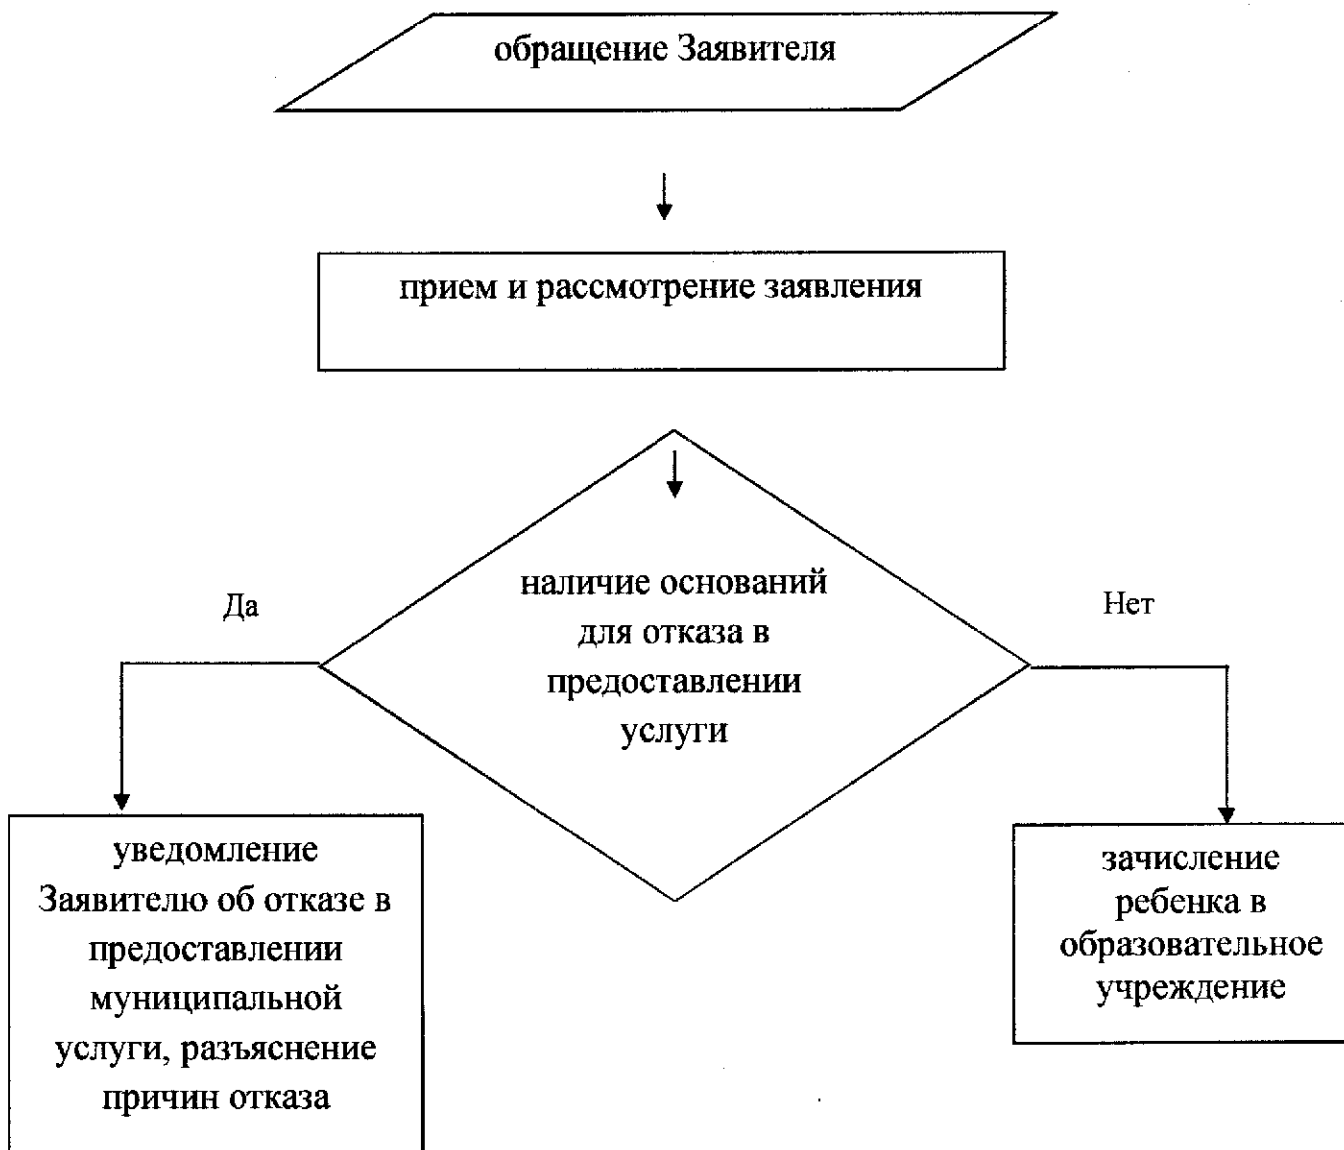 обращение Заявителя
прием и рассмотрение заявления
наличие оснований
для отказа в
предоставлении
услуги
Да
Нет
уведомление
Заявителю об отказе в
предоставлении
муниципальной
услуги, разъяснение
причин отказа
зачисление
ребенка в
образовательное
учреждение